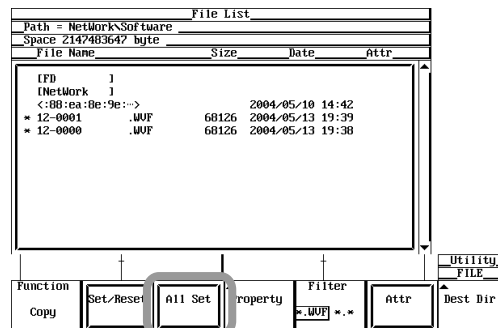 File List
Path = NetWork\Software
Space 2147483647 byte
File Name Size Date Attr
[FD ]
[NetWork ]
<:88:ea:8e:9e:…> 2004/05/10 14:42
* 12-0001 .WVF 68126 2004/05/13 19:39
* 12-0000 .WVF 68126 2004/05/13 19:38
Utility
FILE
Function
Copy
Set/Reset
All Set
Property
Filter
*.WVF *.*
Attr
Dest Dir